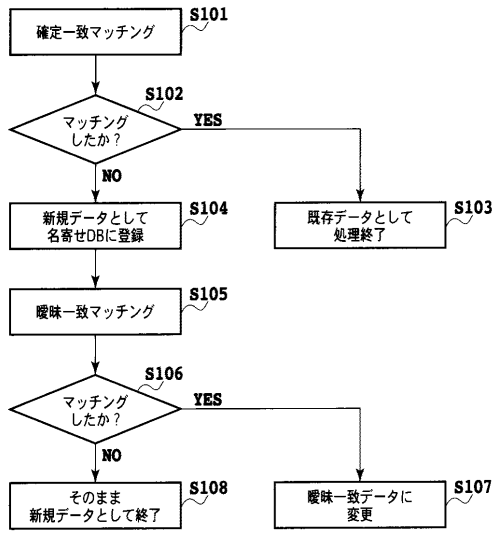 S101
確定一致マッチング
S102
マッチング
したか？
YES
NO
S104
新規データとして
名寄せDBに登録
S103
既存データとして
処理終了
S105
曖昧一致マッチング
S106
マッチング
したか？
YES
NO
S108
そのまま
新規データとして終了
S107
曖昧一致データに
変更